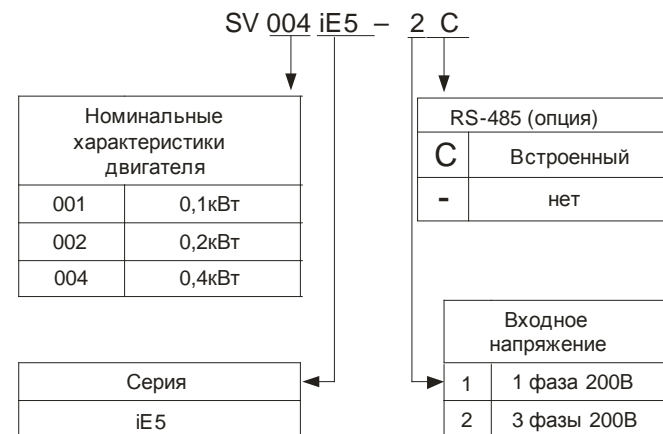 SV 004 iE5 – 2 C
Номинальные
характеристики
двигателя
001 0,1кВт
002 0,2кВт
004 0,4кВт
RS-485 (опция)
C Встроенный
- нет
Серия
iE5
Входное
напряжение
1 1 фаза 200В
2 3 фазы 200В